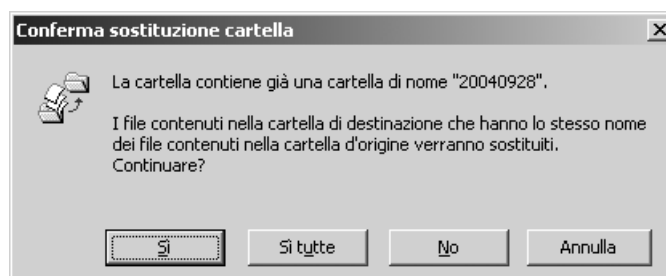 Conferma sostituzione cartella
La cartella contiene già una cartella di nome "20040928".
I file contenuti nella cartella di destinazione che hanno lo stesso nome
dei file contenuti nella cartella d'origine verranno sostituiti.
Continuare?
Sì
Sì tutte
No
Annulla